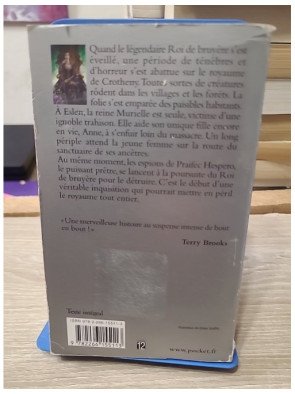 Quand le légendaire Roi de bruyère s'est
éveillé, une période de ténèbres et
d'horreur s'est abattue sur le royaume
de Crotheny. Toutes sortes de créatures
rôdent dans les villages et les forêts. La
folie s'est emparée des paisibles habitants.
À Eslen, la reine Murielle est seule, victime d'une
ignoble trahison. Elle aide son unique fille encore
en vie, Anne, à s'enfuir loin du massacre. Un long
périple attend la jeune femme sur la route du
sanctuaire de ses ancêtres.
Au même moment, les espions de Praifec Hespero,
le puissant prêtre, se lancent à la poursuite du Roi
de bruyère pour le détruire. C'est le début d'une
véritable inquisition qui pourrait mettre en péril
le royaume tout entier.
« Une merveilleuse histoire au suspense intense de bout
en bout ! »
Terry Brooks
Texte intégral
12
www.pocket.fr